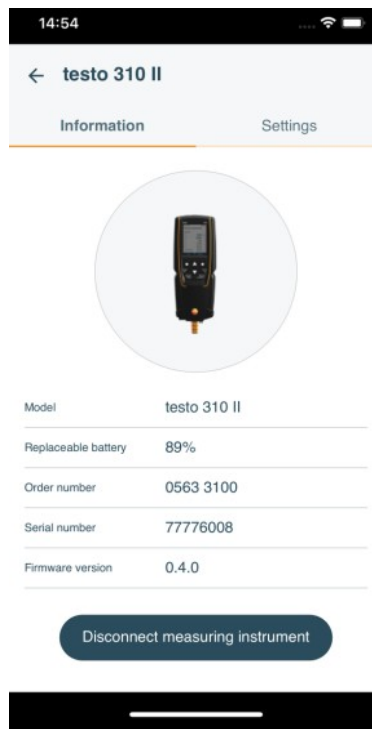 14:54
testo 310 II
Information Settings
Model testo 310 II
Replaceable battery 89%
Order number 0563 3100
Serial number 77776008
Firmware version 0.4.0
Disconnect measuring instrument